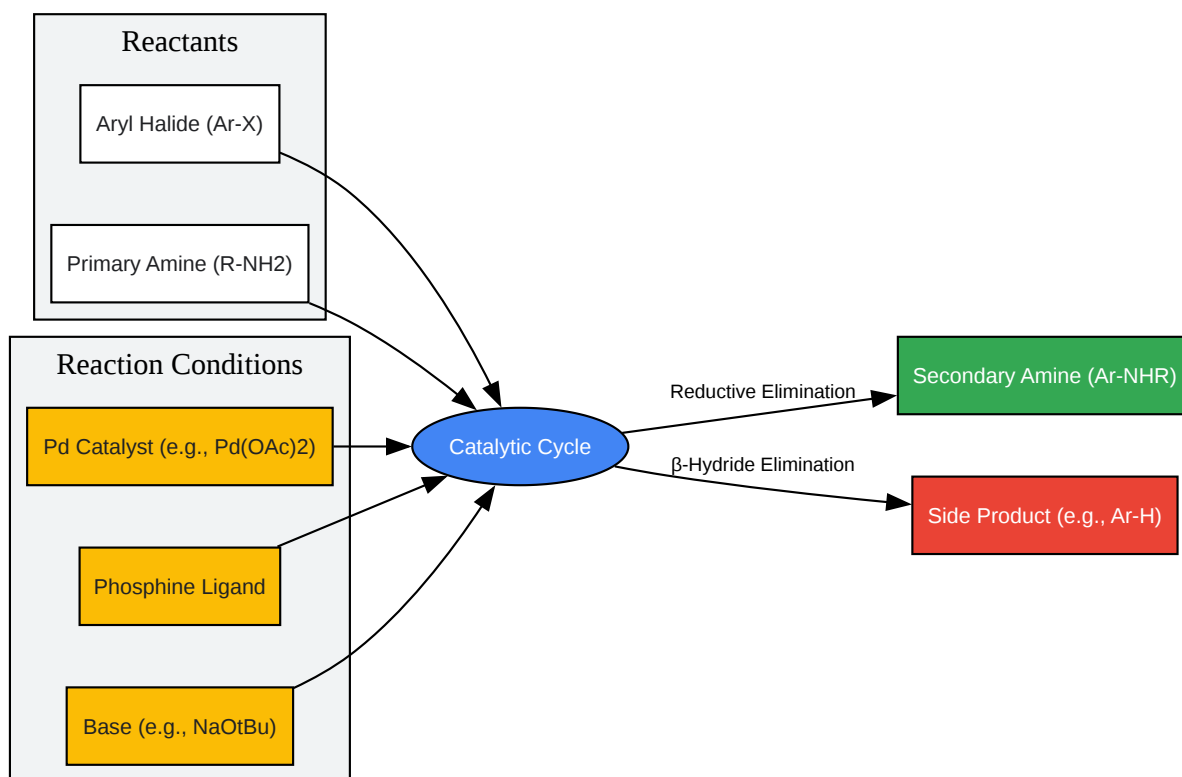 Reactants
Aryl Halide (Ar-X)
Primary Amine (R-NH2)
Reaction Conditions
Pd Catalyst (e.g., Pd(OAc)2)
Phosphine Ligand
Base (e.g., NaOtBu)
Catalytic Cycle
Reductive Elimination
Secondary Amine (Ar-NHR)
β-Hydride Elimination
Side Product (e.g., Ar-H)